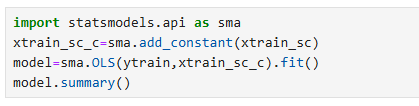 import statsmodels.api as sma
xtrain_sc_c=sma.add_constant(xtrain_sc)
model=sma.OLS(ytrain,xtrain_sc_c).fit()
model.summary()